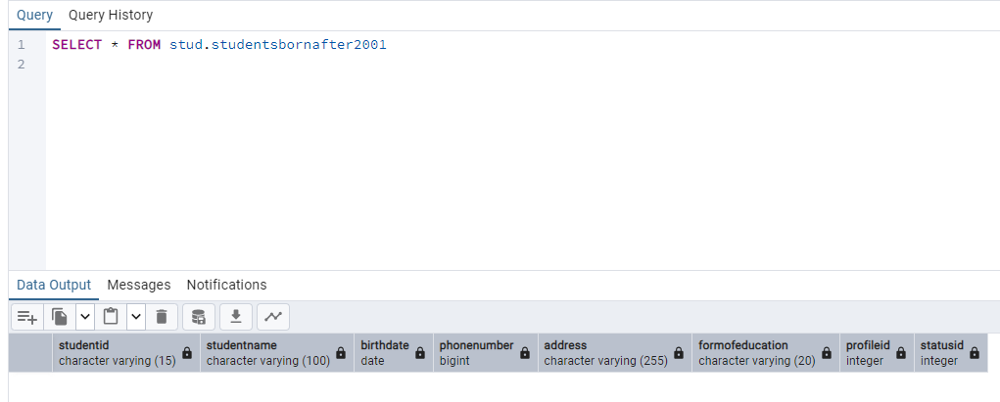 Query Query History
1 SELECT * FROM stud.studentsbornafter2001
2
Data Output Messages Notifications
studentid studentname birthdate phonenumber address formofeducation profileid statusid
character varying (15) character varying (100) date bigint character varying (255) character varying (20) integer integer